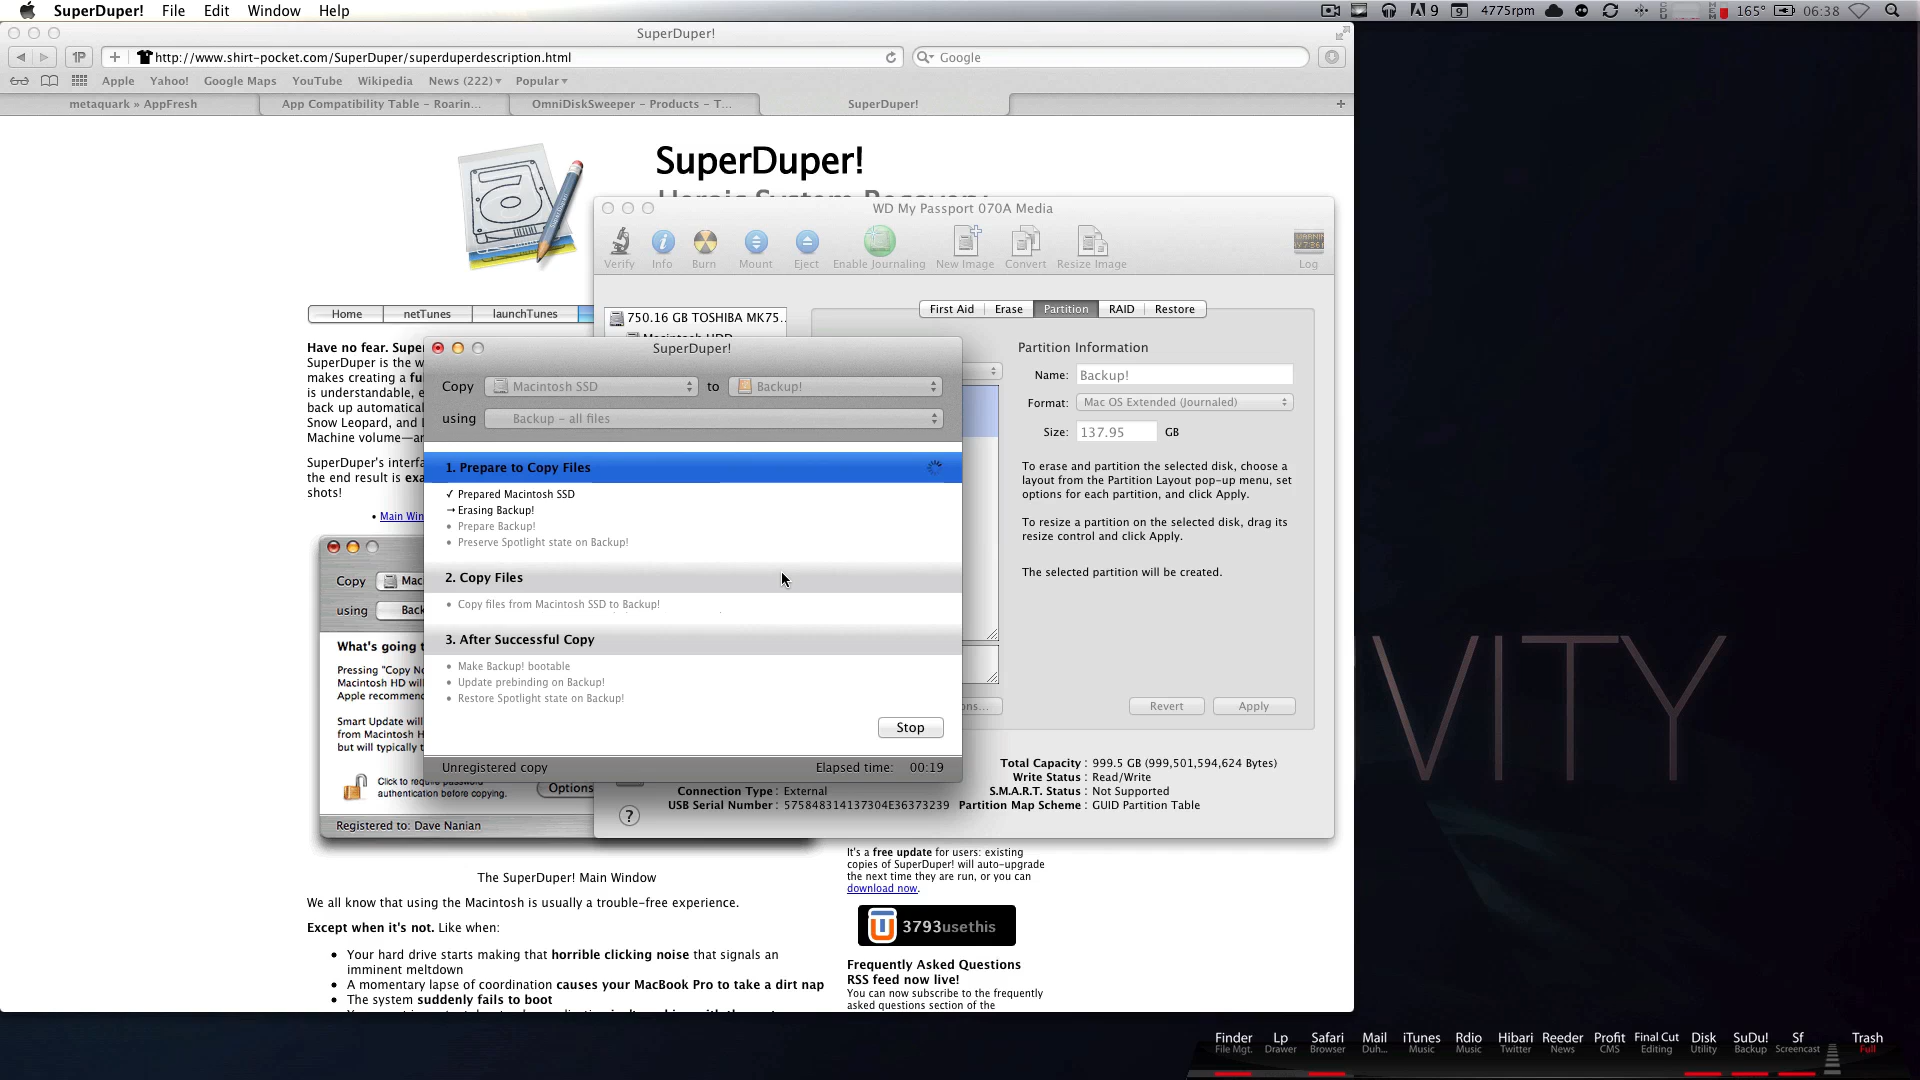 SuperDuper! File Edit Window Help
9 9 4775rpm 165° 06:38
SuperDuper!
1P + http://www.shirt-pocket.com/SuperDuper/superduperdescription.html Google
Apple Yahoo! Google Maps YouTube Wikipedia News (222) Popular
metaquark » AppFresh App Compatibility Table – Roarin... OmniDiskSweeper – Products – T... SuperDuper! +
SuperDuper!
Heroic System Recovery
Home netTunes launchTunes
Have no fear. Supe
SuperDuper is the w
makes creating a fu
is understandable, e
back up automatical
Snow Leopard, and L
Machine volume—a
SuperDuper's interfa
the end result is exa
shots!
• Main Win
Copy Mac
using Back
What's going t
Pressing "Copy No
Macintosh HD will
Apple recommen
Smart Update will
from Macintosh H
but will typically t
Click to require password
authentication before copying.
Options
Registered to: Dave Nanian
The SuperDuper! Main Window
We all know that using the Macintosh is usually a trouble-free experience.
Except when it's not. Like when:
• Your hard drive starts making that horrible clicking noise that signals an
imminent meltdown
• A momentary lapse of coordination causes your MacBook Pro to take a dirt nap
• The system suddenly fails to boot
It's a free update for users: existing
copies of SuperDuper! will auto-upgrade
the next time they are run, or you can
download now.
3793usethis
Frequently Asked Questions
RSS feed now live!
You can now subscribe to the frequently
asked questions section of the
WD My Passport 070A Media
Verify Info Burn Mount Eject Enable Journaling New Image Convert Resize Image Log
750.16 GB TOSHIBA MK75...
Macintosh HDD
First Aid Erase Partition RAID Restore
Partition Information
Name: Backup!
Format: Mac OS Extended (Journaled)
Size: 137.95 GB
To erase and partition the selected disk, choose a
layout from the Partition Layout pop-up menu, set
options for each partition, and click Apply.
To resize a partition on the selected disk, drag its
resize control and click Apply.
The selected partition will be created.
ons... Revert Apply
Total Capacity : 999.5 GB (999,501,594,624 Bytes)
Write Status : Read/Write
Connection Type : External S.M.A.R.T. Status : Not Supported
USB Serial Number : 575848314137304E36373239 Partition Map Scheme : GUID Partition Table
?
SuperDuper!
Copy Macintosh SSD to Backup!
using Backup – all files
1. Prepare to Copy Files
✓ Prepared Macintosh SSD
→ Erasing Backup!
• Prepare Backup!
• Preserve Spotlight state on Backup!
2. Copy Files
• Copy files from Macintosh SSD to Backup!
3. After Successful Copy
• Make Backup! bootable
• Update prebinding on Backup!
• Restore Spotlight state on Backup!
Stop
Unregistered copy Elapsed time: 00:19
VITY
Finder Lp Safari Mail iTunes Rdio Hibari Reeder Profit Final Cut Disk SuDu! Sf Trash
File Mgt. Drawer Browser Duh... Music Music Twitter News CMS Editing Utility Backup Screencast Full